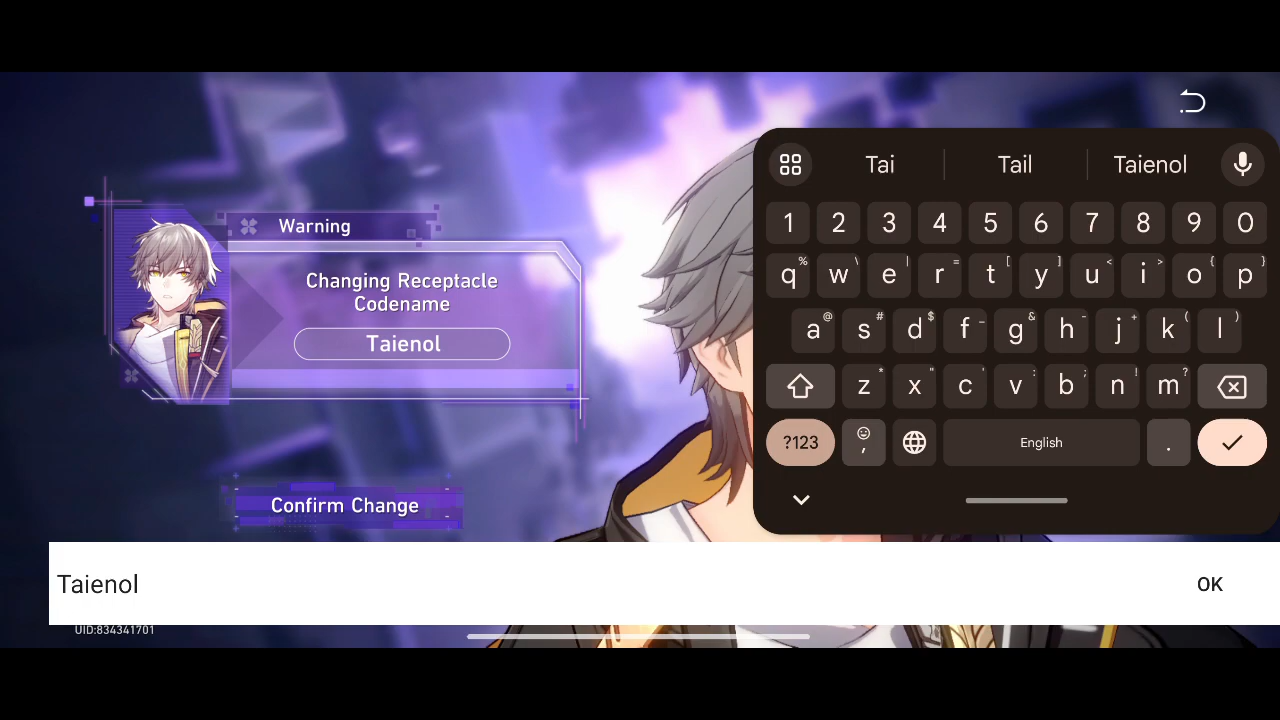 Warning
Changing Receptacle
Codename
Taienol
Confirm Change
Tai
Tail
Taienol
1 2 3 4 5 6 7 8 9 0
q % w \ e | r = t [ y ] u < i > o { p }
a @ s # d $ f _ g & h - j + k ( l )
z * x " c ' v : b ; n ! m ?
?123 , English .
Taienol
OK
UID:834341701